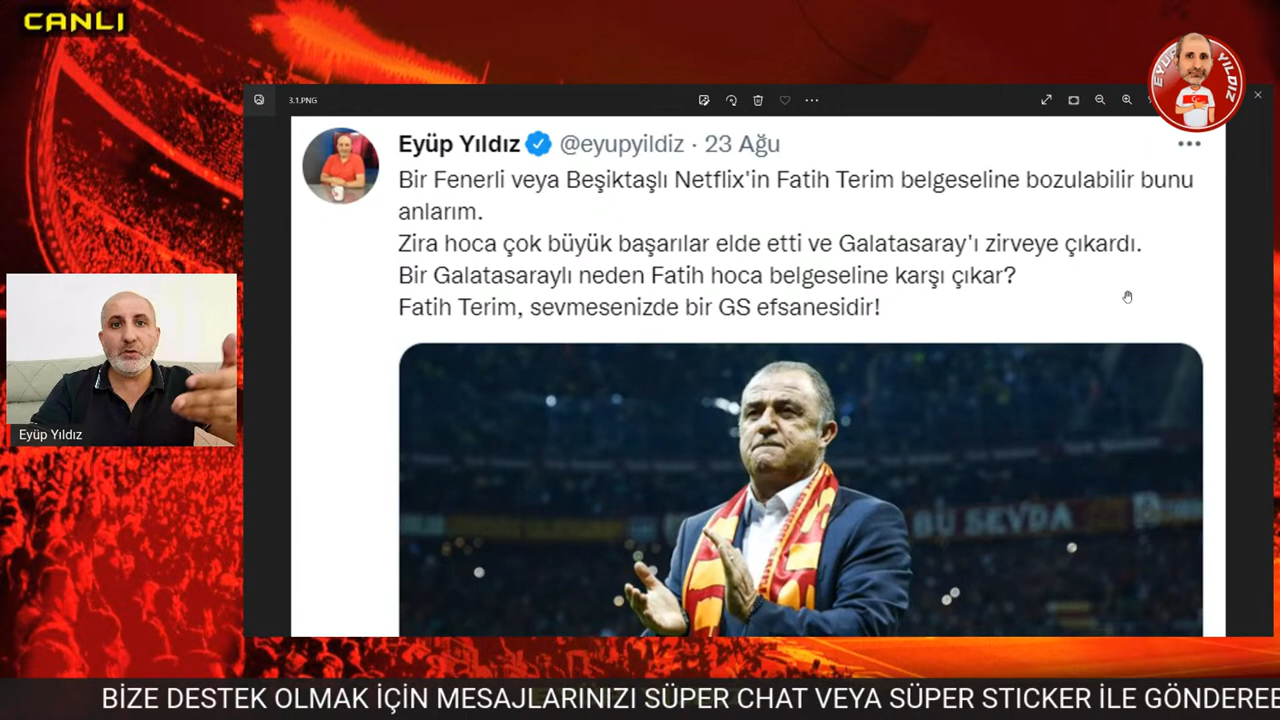 CANLI
EYÜP YILDIZ
3.1.PNG
Eyüp Yıldız @eyupyildiz · 23 Ağu
Bir Fenerli veya Beşiktaşlı Netflix'in Fatih Terim belgeseline bozulabilir bunu
anlarım.
Zira hoca çok büyük başarılar elde etti ve Galatasaray'ı zirveye çıkardı.
Bir Galatasaraylı neden Fatih hoca belgeseline karşı çıkar?
Fatih Terim, sevmesenizde bir GS efsanesidir!
Eyüp Yıldız
BU SEVDA
BİZE DESTEK OLMAK İÇİN MESAJLARINIZI SÜPER CHAT VEYA SÜPER STICKER İLE